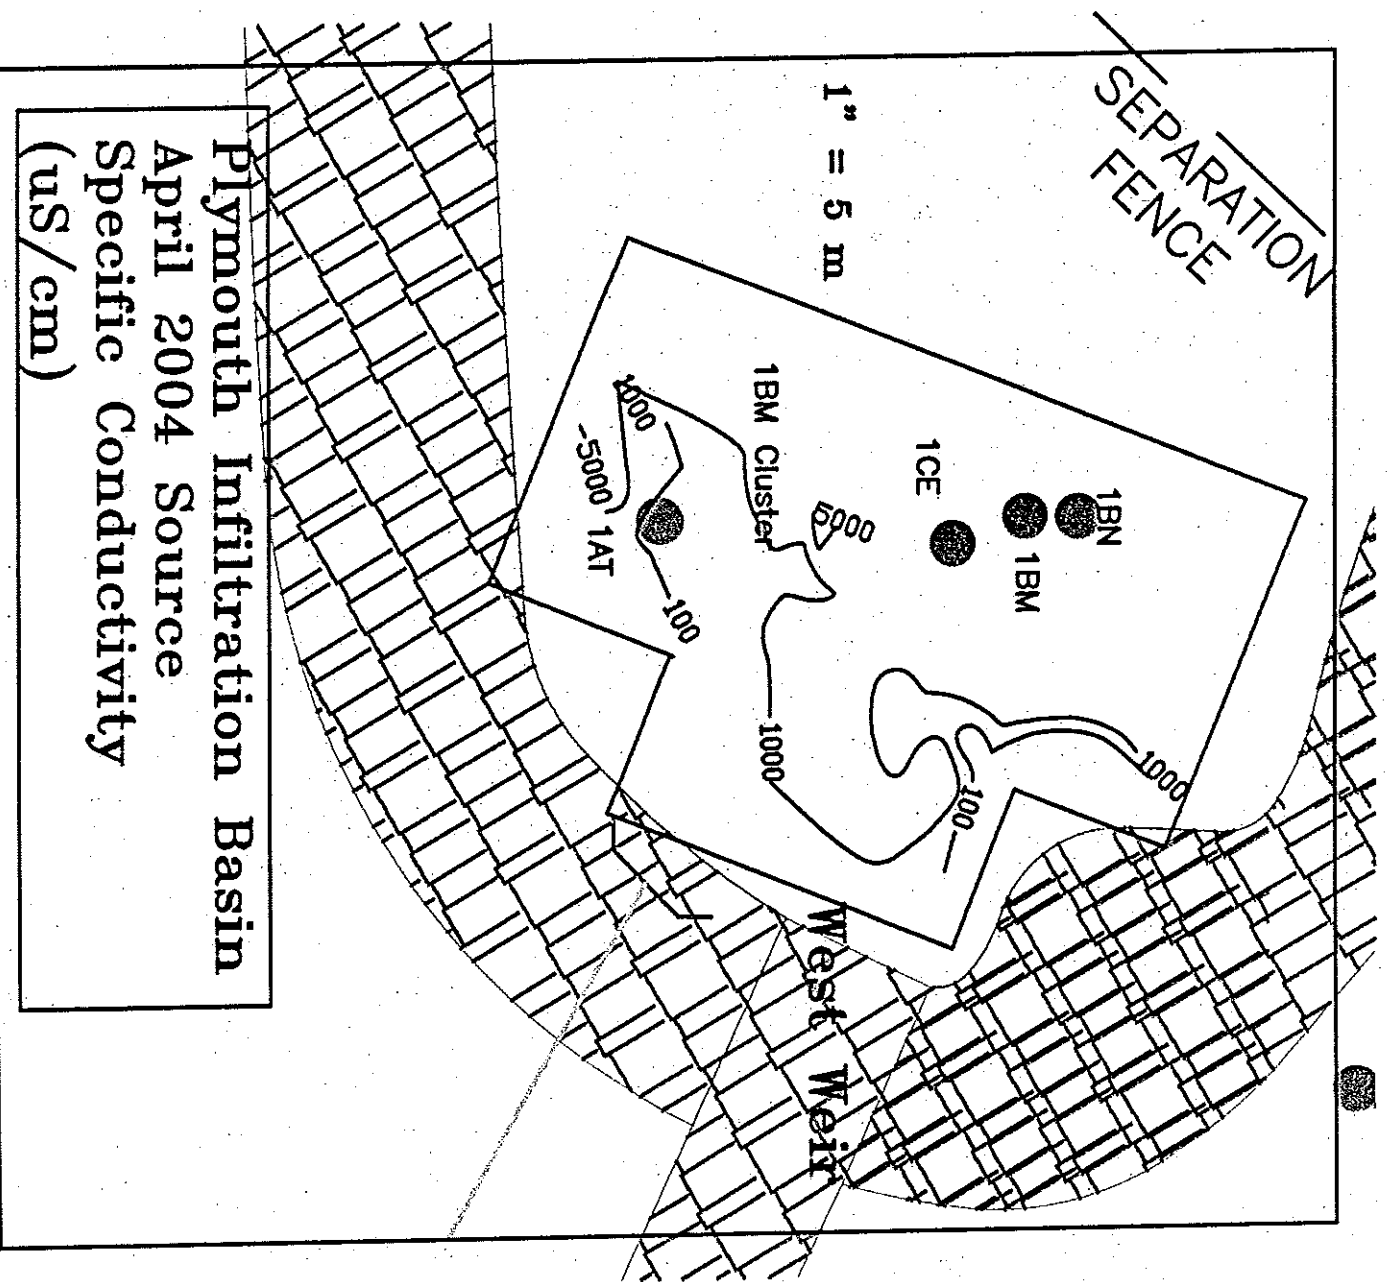 SEPARATION
FENCE
1" = 5 m
1BN
1BM
1CE
5000
1BM Cluster
1000
-5000
1AT
100
1000
1000
100
West Weir
Plymouth Infiltration Basin
April 2004 Source
Specific Conductivity
(uS/cm)